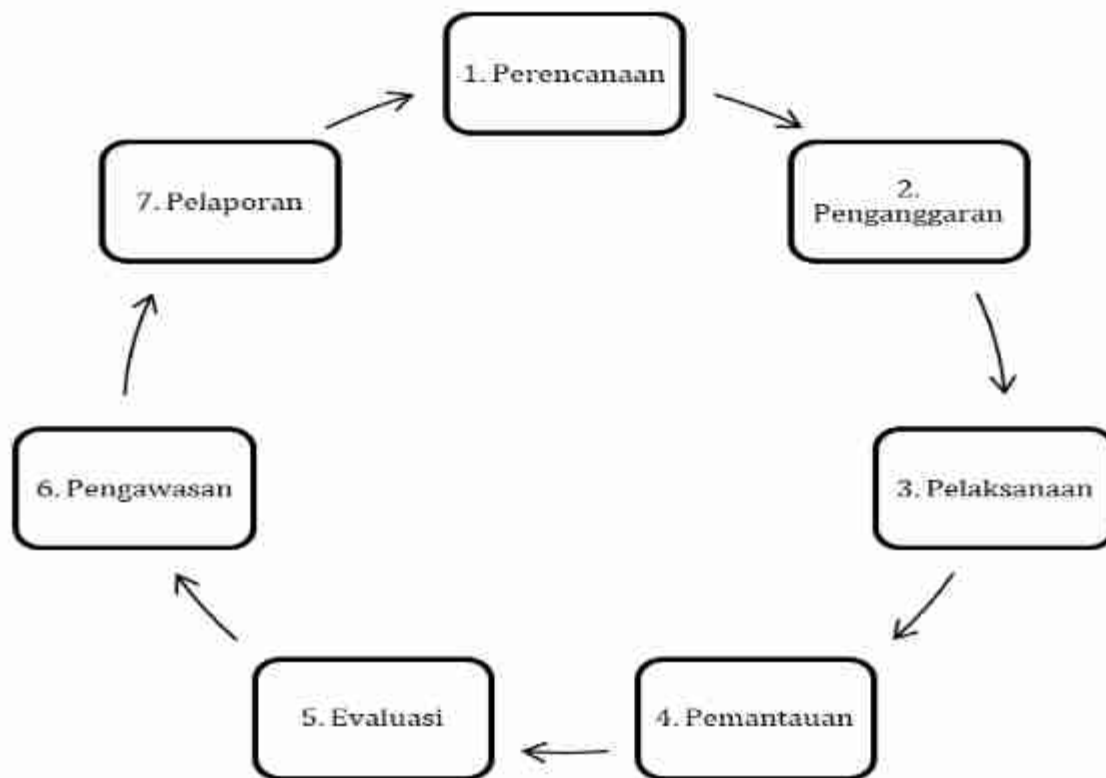 1. Perencanaan
2.
Penganggaran
3. Pelaksanaan
4. Pemantauan
5. Evaluasi
6. Pengawasan
7. Pelaporan